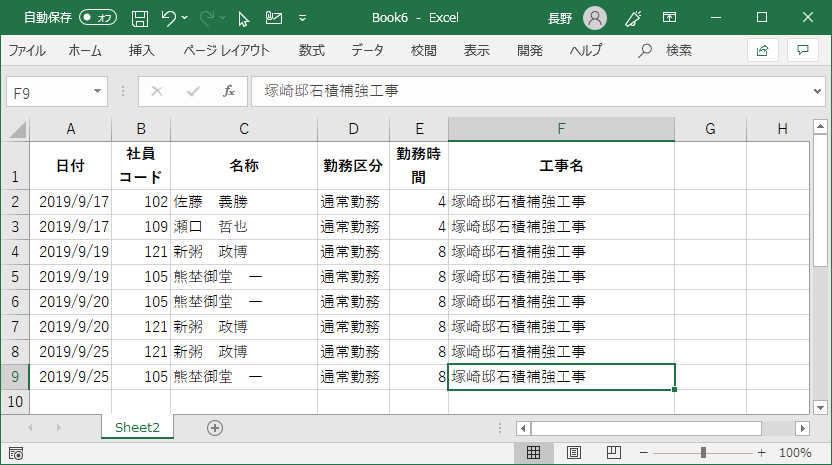 自動保存 オフ Book6 - Excel 長野
ファイル ホーム 挿入 ページレイアウト 数式 データ 校閲 表示 開発 ヘルプ 検索
F9 fx 塚崎邸石積補強工事
A B C D E F G H
1 日付 社員コード 名称 勤務区分 勤務時間 工事名
2 2019/9/17 102 佐藤　義勝 通常勤務 4 塚崎邸石積補強工事
3 2019/9/17 109 瀬口　哲也 通常勤務 4 塚崎邸石積補強工事
4 2019/9/19 121 新粥　政博 通常勤務 8 塚崎邸石積補強工事
5 2019/9/19 105 熊埜御堂　一 通常勤務 8 塚崎邸石積補強工事
6 2019/9/20 105 熊埜御堂　一 通常勤務 8 塚崎邸石積補強工事
7 2019/9/20 121 新粥　政博 通常勤務 8 塚崎邸石積補強工事
8 2019/9/25 121 新粥　政博 通常勤務 8 塚崎邸石積補強工事
9 2019/9/25 105 熊埜御堂　一 通常勤務 8 塚崎邸石積補強工事
10
Sheet2
100%